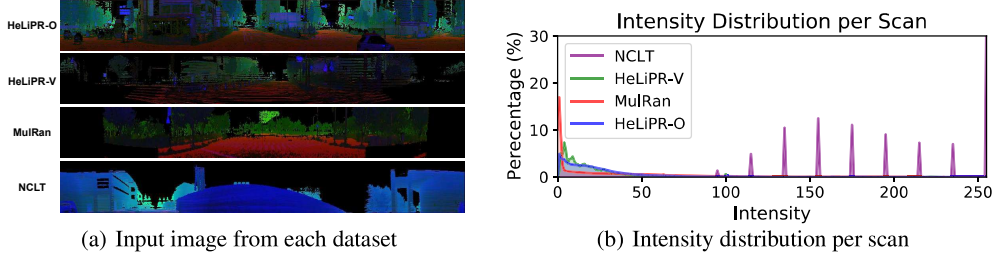 HeLiPR-O
HeLiPR-V
MulRan
NCLT
(a) Input image from each dataset
Intensity Distribution per Scan
Percentage (%)
30
20
10
0
NCLT
HeLiPR-V
MulRan
HeLiPR-O
0 50 100 150 200 250
Intensity
(b) Intensity distribution per scan